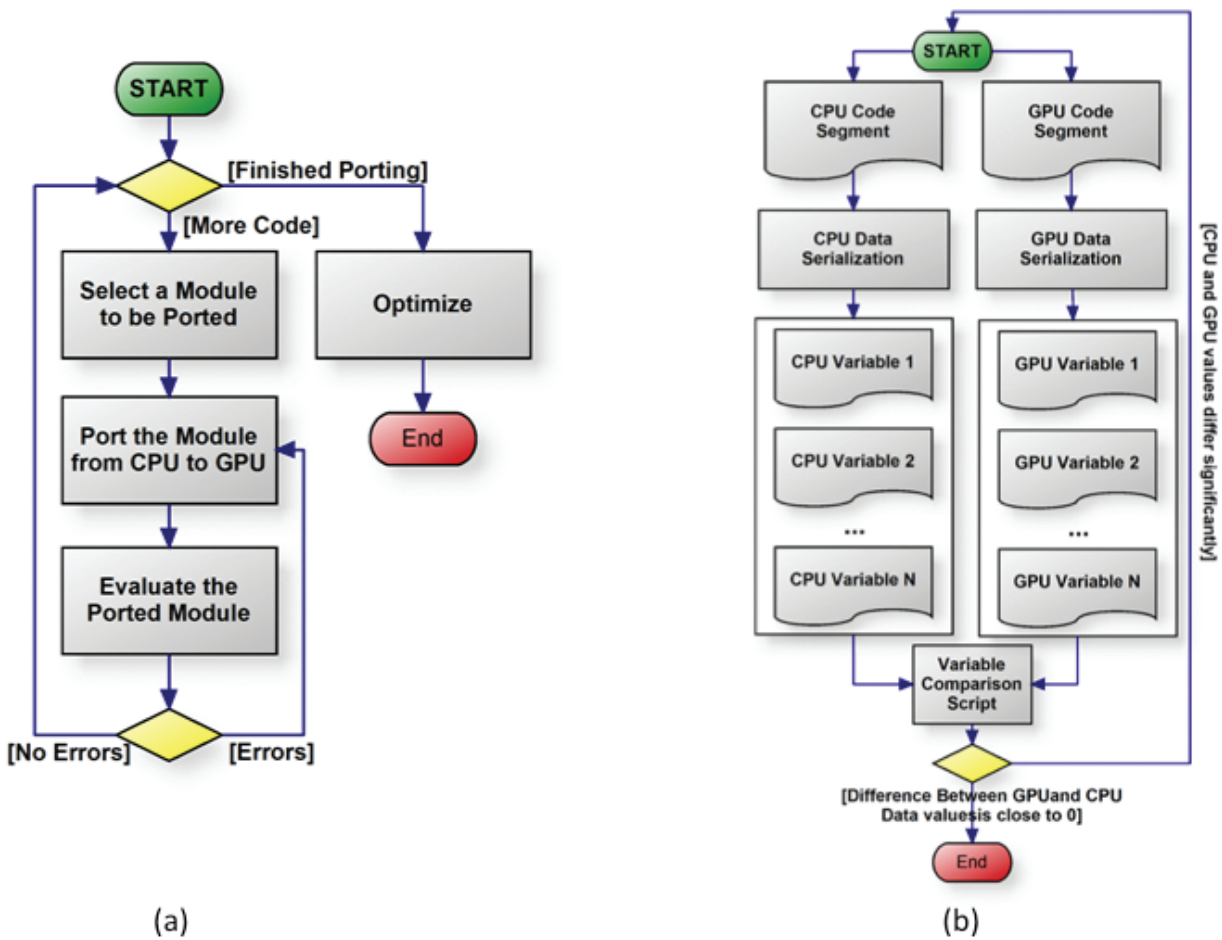 START
[Finished Porting]
[More Code]
Select a Module
to be Ported
Optimize
Port the Module
from CPU to GPU
End
Evaluate the
Ported Module
[No Errors]
[Errors]
(a)
START
CPU Code
Segment
GPU Code
Segment
CPU Data
Serialization
GPU Data
Serialization
CPU Variable 1
GPU Variable 1
CPU Variable 2
GPU Variable 2
...
...
CPU Variable N
GPU Variable N
[CPU and GPU values differ significantly]
Variable
Comparison
Script
[Difference Between GPUand CPU
Data valuesis close to 0]
End
(b)